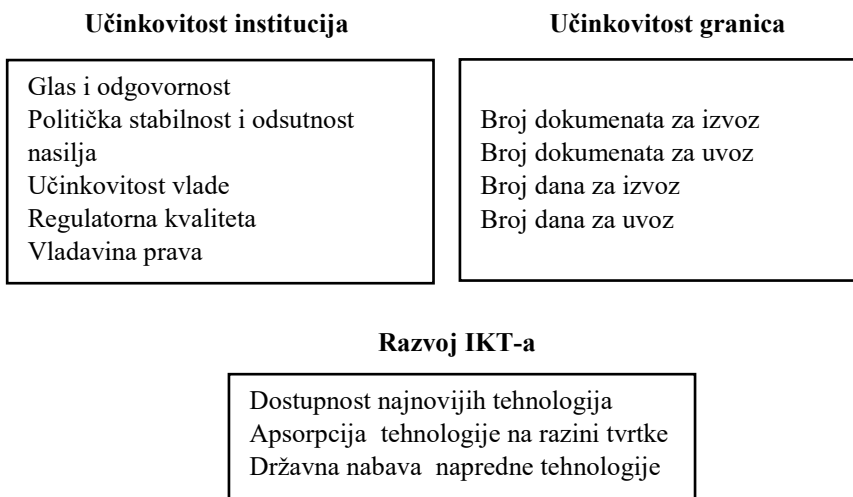 Učinkovitost institucija
Glas i odgovornost
Politička stabilnost i odsutnost
nasilja
Učinkovitost vlade
Regulatorna kvaliteta
Vladavina prava
Učinkovitost granica
Broj dokumenata za izvoz
Broj dokumenata za uvoz
Broj dana za izvoz
Broj dana za uvoz
Razvoj IKT-a
Dostupnost najnovijih tehnologija
Apsorpcija  tehnologije na razini tvrtke
Državna nabava  napredne tehnologije